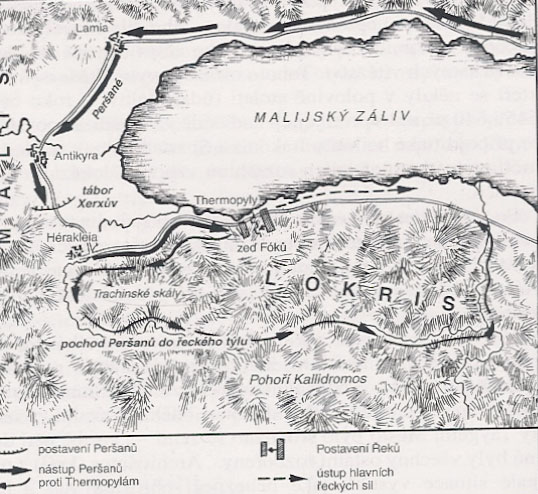 Lamia
Peršané
MALIJSKÝ ZÁLIV
MALIS
Antikyra
tábor
Xerxův
Thermopyly
Hérakleia
zeď Fóků
LOKRIS
Trachinské skály
pochod Peršanů do řeckého týlu
Pohoří Kallidromos
postavení Peršanů
nástup Peršanů
proti Thermopylám
Postavení Řeků
ústup hlavních
řeckých sil